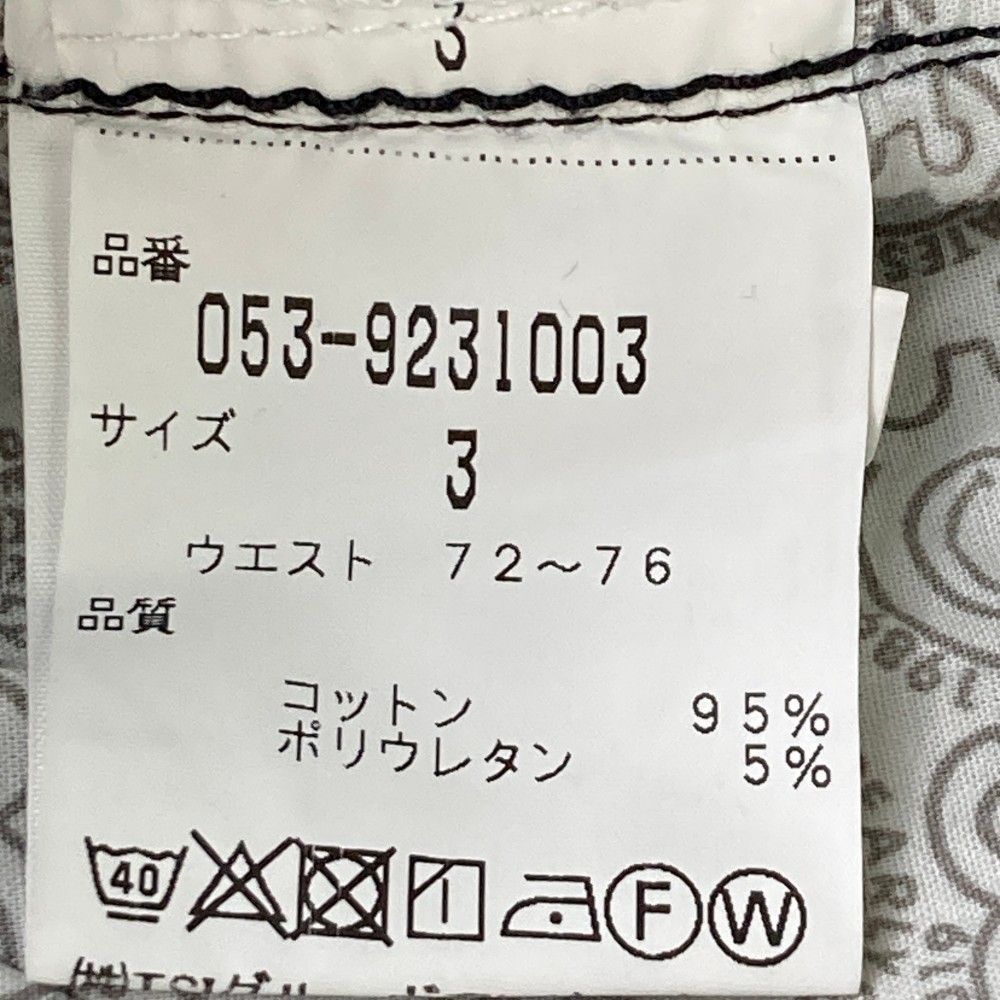 3
品番
053-9231003
サイズ
3
ウエスト 72～76
品質
コットン 95%
ポリウレタン 5%
40
F
W